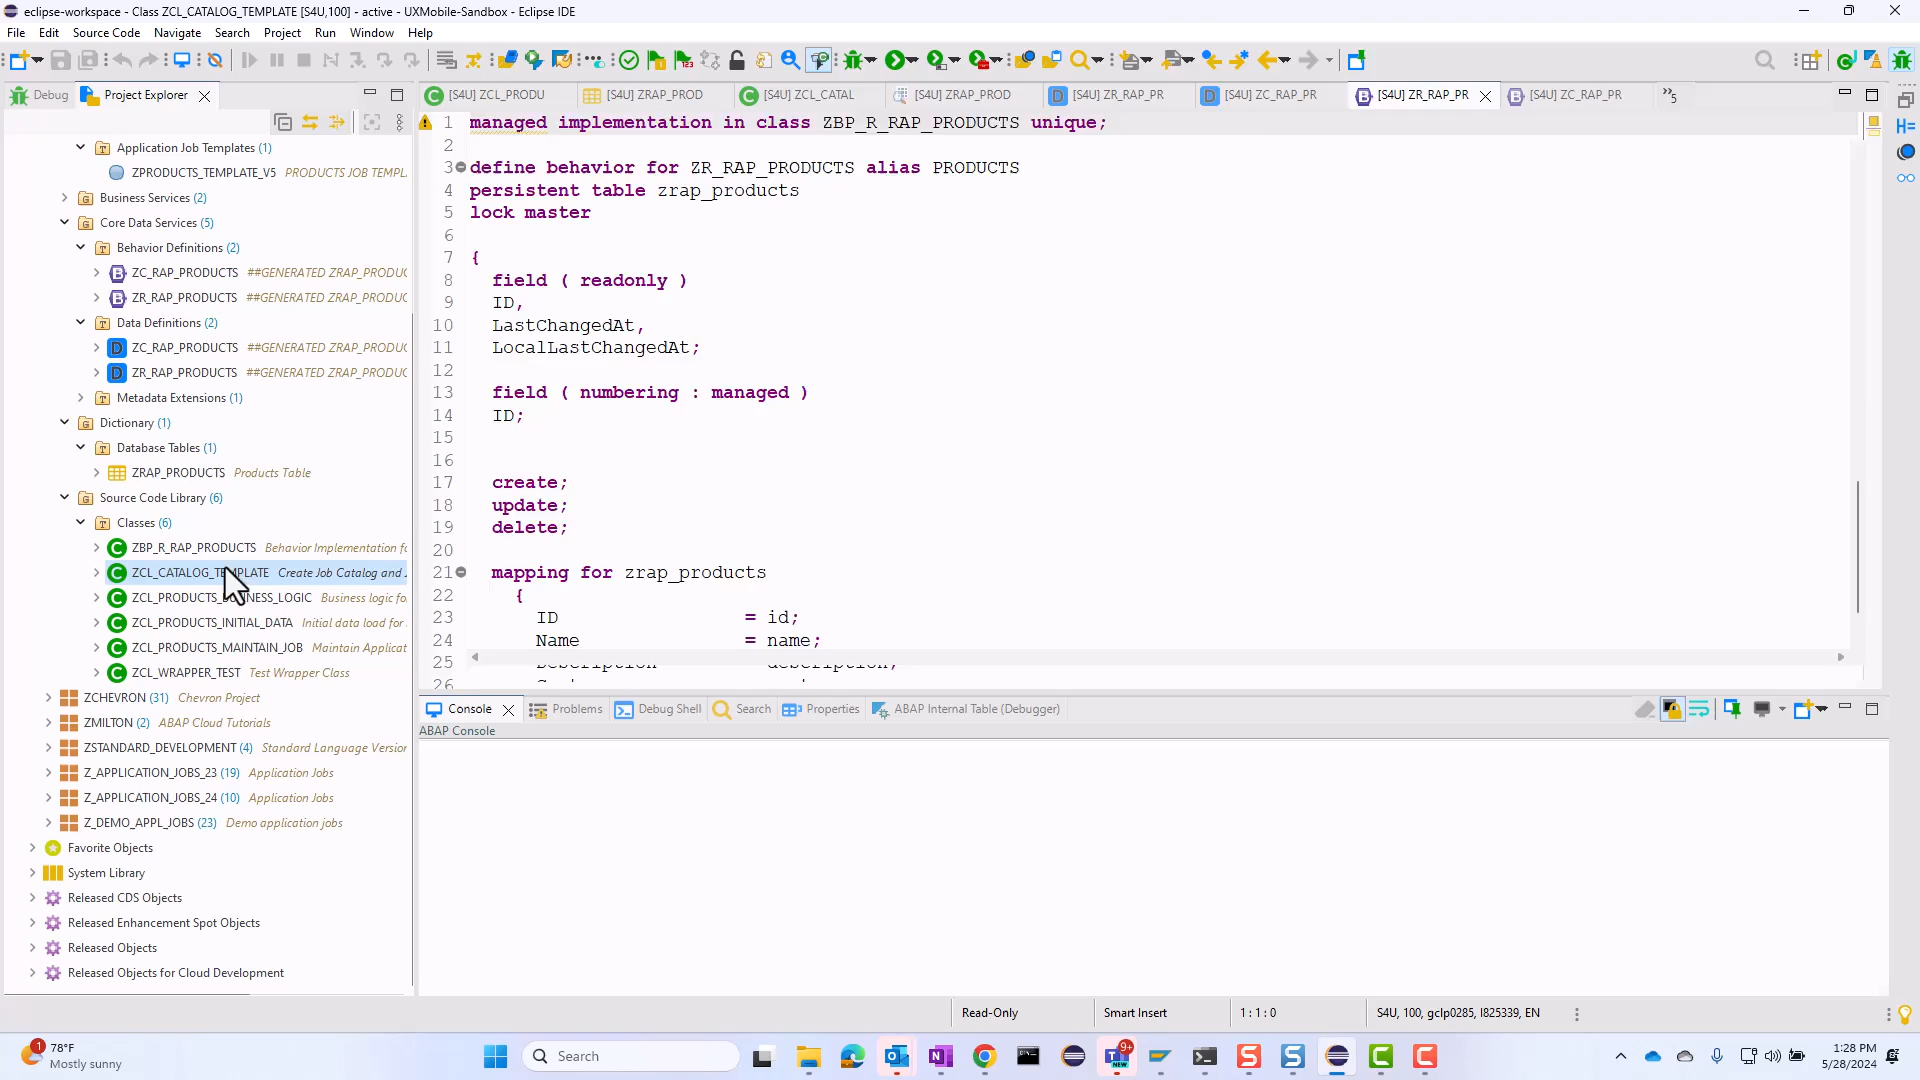 eclipse-workspace - Class ZCL_CATALOG_TEMPLATE [S4U,100] - active - UXMobile-Sandbox - Eclipse IDE
File Edit Source Code Navigate Search Project Run Window Help
Debug Project Explorer
[S4U] ZCL_PRODU [S4U] ZRAP_PROD [S4U] ZCL_CATAL [S4U] ZRAP_PROD [S4U] ZR_RAP_PR [S4U] ZC_RAP_PR [S4U] ZR_RAP_PR [S4U] ZC_RAP_PR »5
Application Job Templates (1)
ZPRODUCTS_TEMPLATE_V5 PRODUCTS JOB TEMPL
Business Services (2)
Core Data Services (5)
Behavior Definitions (2)
ZC_RAP_PRODUCTS ##GENERATED ZRAP_PRODUC
ZR_RAP_PRODUCTS ##GENERATED ZRAP_PRODUC
Data Definitions (2)
ZC_RAP_PRODUCTS ##GENERATED ZRAP_PRODUC
ZR_RAP_PRODUCTS ##GENERATED ZRAP_PRODUC
Metadata Extensions (1)
Dictionary (1)
Database Tables (1)
ZRAP_PRODUCTS Products Table
Source Code Library (6)
Classes (6)
ZBP_R_RAP_PRODUCTS Behavior Implementation fo
ZCL_CATALOG_TEMPLATE Create Job Catalog and
ZCL_PRODUCTS_BUSINESS_LOGIC Business logic fo
ZCL_PRODUCTS_INITIAL_DATA Initial data load for
ZCL_PRODUCTS_MAINTAIN_JOB Maintain Applicat
ZCL_WRAPPER_TEST Test Wrapper Class
ZCHEVRON (31) Chevron Project
ZMILTON (2) ABAP Cloud Tutorials
ZSTANDARD_DEVELOPMENT (4) Standard Language Version
Z_APPLICATION_JOBS_23 (19) Application Jobs
Z_APPLICATION_JOBS_24 (10) Application Jobs
Z_DEMO_APPL_JOBS (23) Demo application jobs
Favorite Objects
System Library
Released CDS Objects
Released Enhancement Spot Objects
Released Objects
Released Objects for Cloud Development
1 managed implementation in class ZBP_R_RAP_PRODUCTS unique;
2
3 define behavior for ZR_RAP_PRODUCTS alias PRODUCTS
4 persistent table zrap_products
5 lock master
6
7 {
8 field ( readonly )
9 ID,
10 LastChangedAt,
11 LocalLastChangedAt;
12
13 field ( numbering : managed )
14 ID;
15
16
17 create;
18 update;
19 delete;
20
21 mapping for zrap_products
22 {
23 ID = id;
24 Name = name;
25
26
Console Problems Debug Shell Search Properties ABAP Internal Table (Debugger)
ABAP Console
Read-Only Smart Insert 1 : 1 : 0 S4U, 100, gclp0285, I825339, EN
1 78°F
Mostly sunny
Search
9+
NEW
1:28 PM
5/28/2024